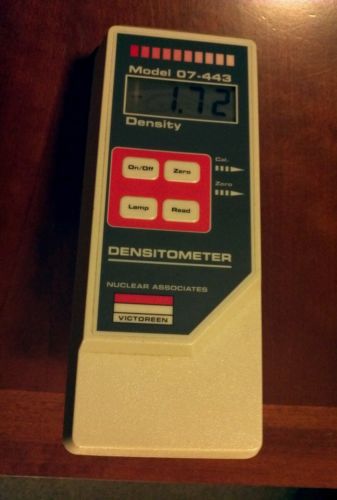 Model 07-443
1.72
Density
On/Off Zero
Cal.
Zero
Lamp Read
DENSITOMETER
NUCLEAR ASSOCIATES
VICTOREEN